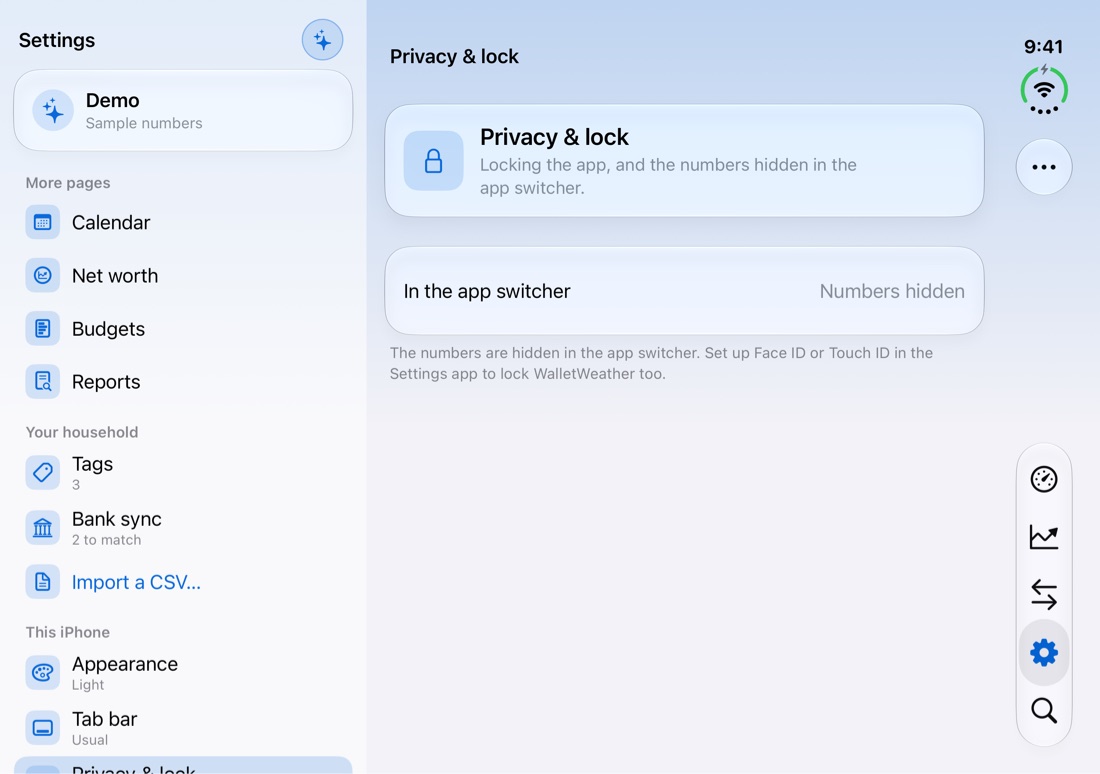 Settings
Demo
Sample numbers
More pages
Calendar
Net worth
Budgets
Reports
Your household
Tags
3
Bank sync
2 to match
Import a CSV...
This iPhone
Appearance
Light
Tab bar
Usual
Privacy & lock
Privacy & lock
Privacy & lock
Locking the app, and the numbers hidden in the
app switcher.
In the app switcher
Numbers hidden
The numbers are hidden in the app switcher. Set up Face ID or Touch ID in the
Settings app to lock WalletWeather too.
9:41